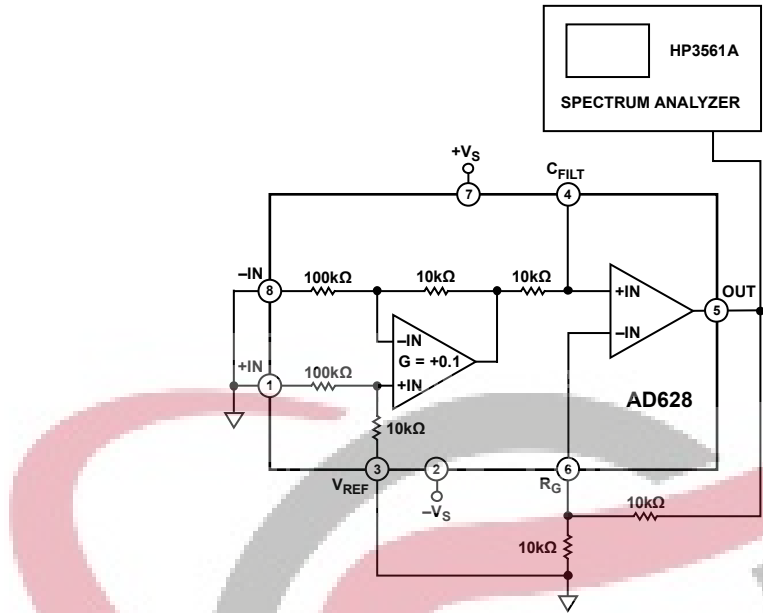 HP3561A
SPECTRUM ANALYZER
+VS
CFILT
7
4
–IN
100kΩ
10kΩ
10kΩ
8
+IN
OUT
5
–IN
–IN
G = +0.1
+IN
100kΩ
+IN
1
AD628
10kΩ
3
2
6
VREF
–VS
RG
10kΩ
10kΩ